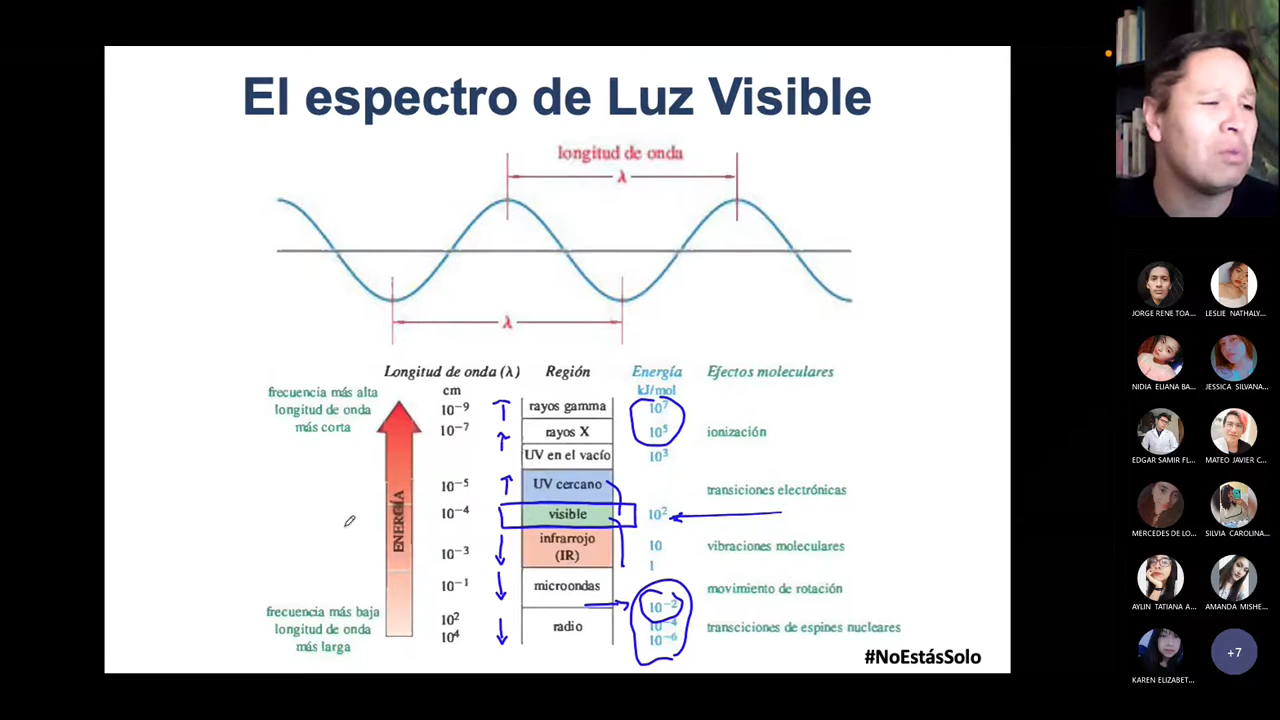 El espectro de Luz Visible
longitud de onda
λ
λ
Longitud de onda (λ) Región Energía Efectos moleculares
cm kJ/mol
frecuencia más alta
longitud de onda
más corta
10⁻⁹ rayos gamma 10⁷
10⁻⁷ rayos X 10⁵ ionización
UV en el vacío 10³
10⁻⁵ UV cercano transiciones electrónicas
10⁻⁴ visible 10²
ENERGÍA
10⁻³ infrarrojo (IR) 10 vibraciones moleculares
1
10⁻¹ microondas movimiento de rotación
10⁻²
frecuencia más baja
longitud de onda
más larga
10² radio 10⁻⁴ transciciones de espines nucleares
10⁴ 10⁻⁶
#NoEstásSolo
JORGE RENE TOA... LESLIE NATHALY...
NIDIA ELIANA BA... JESSICA SILVANA...
EDGAR SAMIR FL... MATEO JAVIER C...
MERCEDES DE LO... SILVIA CAROLINA...
AYLIN TATIANA A... AMANDA MISHE...
KAREN ELIZABET... +7